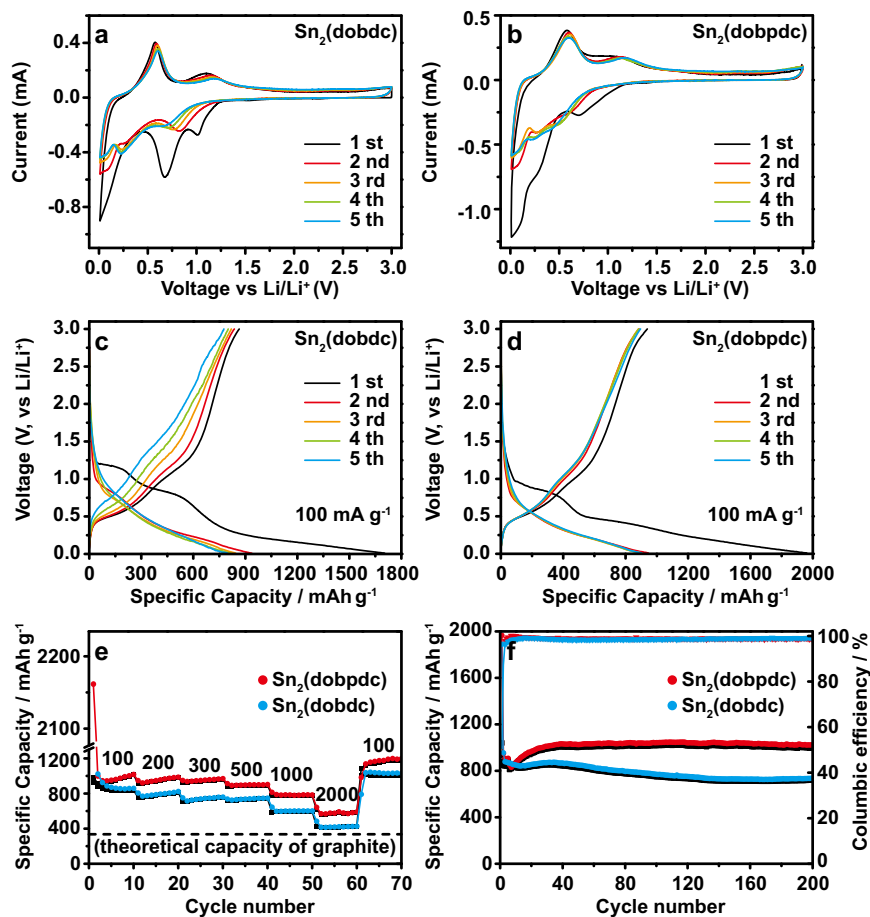 a
Sn₂(dobdc)
0.4
0.0
-0.4
-0.8
Current (mA)
1 st
2 nd
3 rd
4 th
5 th
0.0 0.5 1.0 1.5 2.0 2.5 3.0
Voltage vs Li/Li⁺ (V)
b
Sn₂(dobpdc)
0.5
0.0
-0.5
-1.0
Current (mA)
1 st
2 nd
3 rd
4 th
5 th
0.0 0.5 1.0 1.5 2.0 2.5 3.0
Voltage vs Li/Li⁺ (V)
c
Sn₂(dobdc)
3.0
2.5
2.0
1.5
1.0
0.5
0.0
Voltage (V, vs Li/Li⁺)
1 st
2 nd
3 rd
4 th
5 th
100 mA g⁻¹
0 300 600 900 1200 1500 1800
Specific Capacity / mAh g⁻¹
d
Sn₂(dobpdc)
3.0
2.5
2.0
1.5
1.0
0.5
0.0
Voltage (V, vs Li/Li⁺)
1 st
2 nd
3 rd
4 th
5 th
100 mA g⁻¹
0 400 800 1200 1600 2000
Specific Capacity / mAh g⁻¹
e
2200
2100
1200
800
400
0
Specific Capacity / mAh g⁻¹
Sn₂(dobpdc)
Sn₂(dobdc)
100 200 300 500 1000 2000 100
(theoretical capacity of graphite)
0 10 20 30 40 50 60 70
Cycle number
f
2000
1600
1200
800
400
0
Specific Capacity / mAh g⁻¹
Sn₂(dobpdc)
Sn₂(dobdc)
100
80
60
40
20
0
Columbic efficiency / %
0 40 80 120 160 200
Cycle number